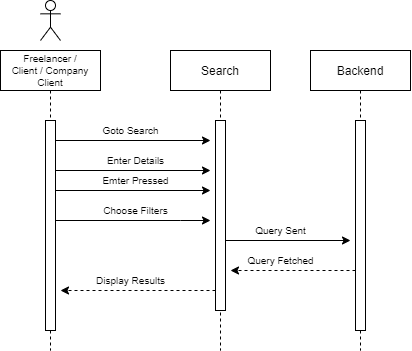 Freelancer /
Client / Company
Client
Search
Backend
Goto Search
Enter Details
Emter Pressed
Choose Filters
Query Sent
Query Fetched
Display Results